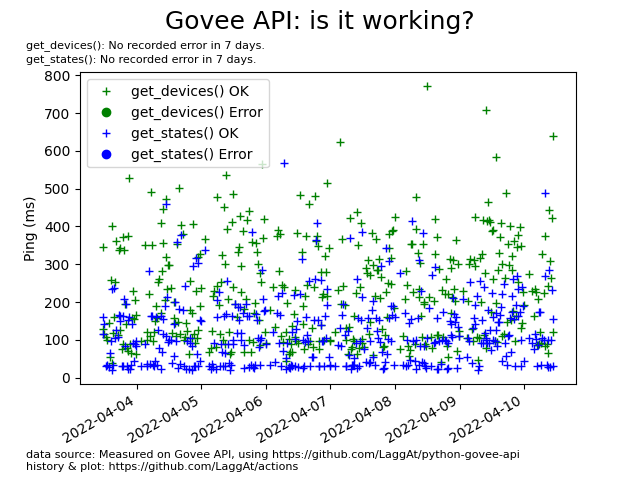 Govee API: is it working?
get_devices(): No recorded error in 7 days.
get_states(): No recorded error in 7 days.
800
700
600
500
400
300
200
100
0
Ping (ms)
get_devices() OK
get_devices() Error
get_states() OK
get_states() Error
2022-04-04
2022-04-05
2022-04-06
2022-04-07
2022-04-08
2022-04-09
2022-04-10
data source: Measured on Govee API, using https://github.com/LaggAt/python-govee-api
history & plot: https://github.com/LaggAt/actions